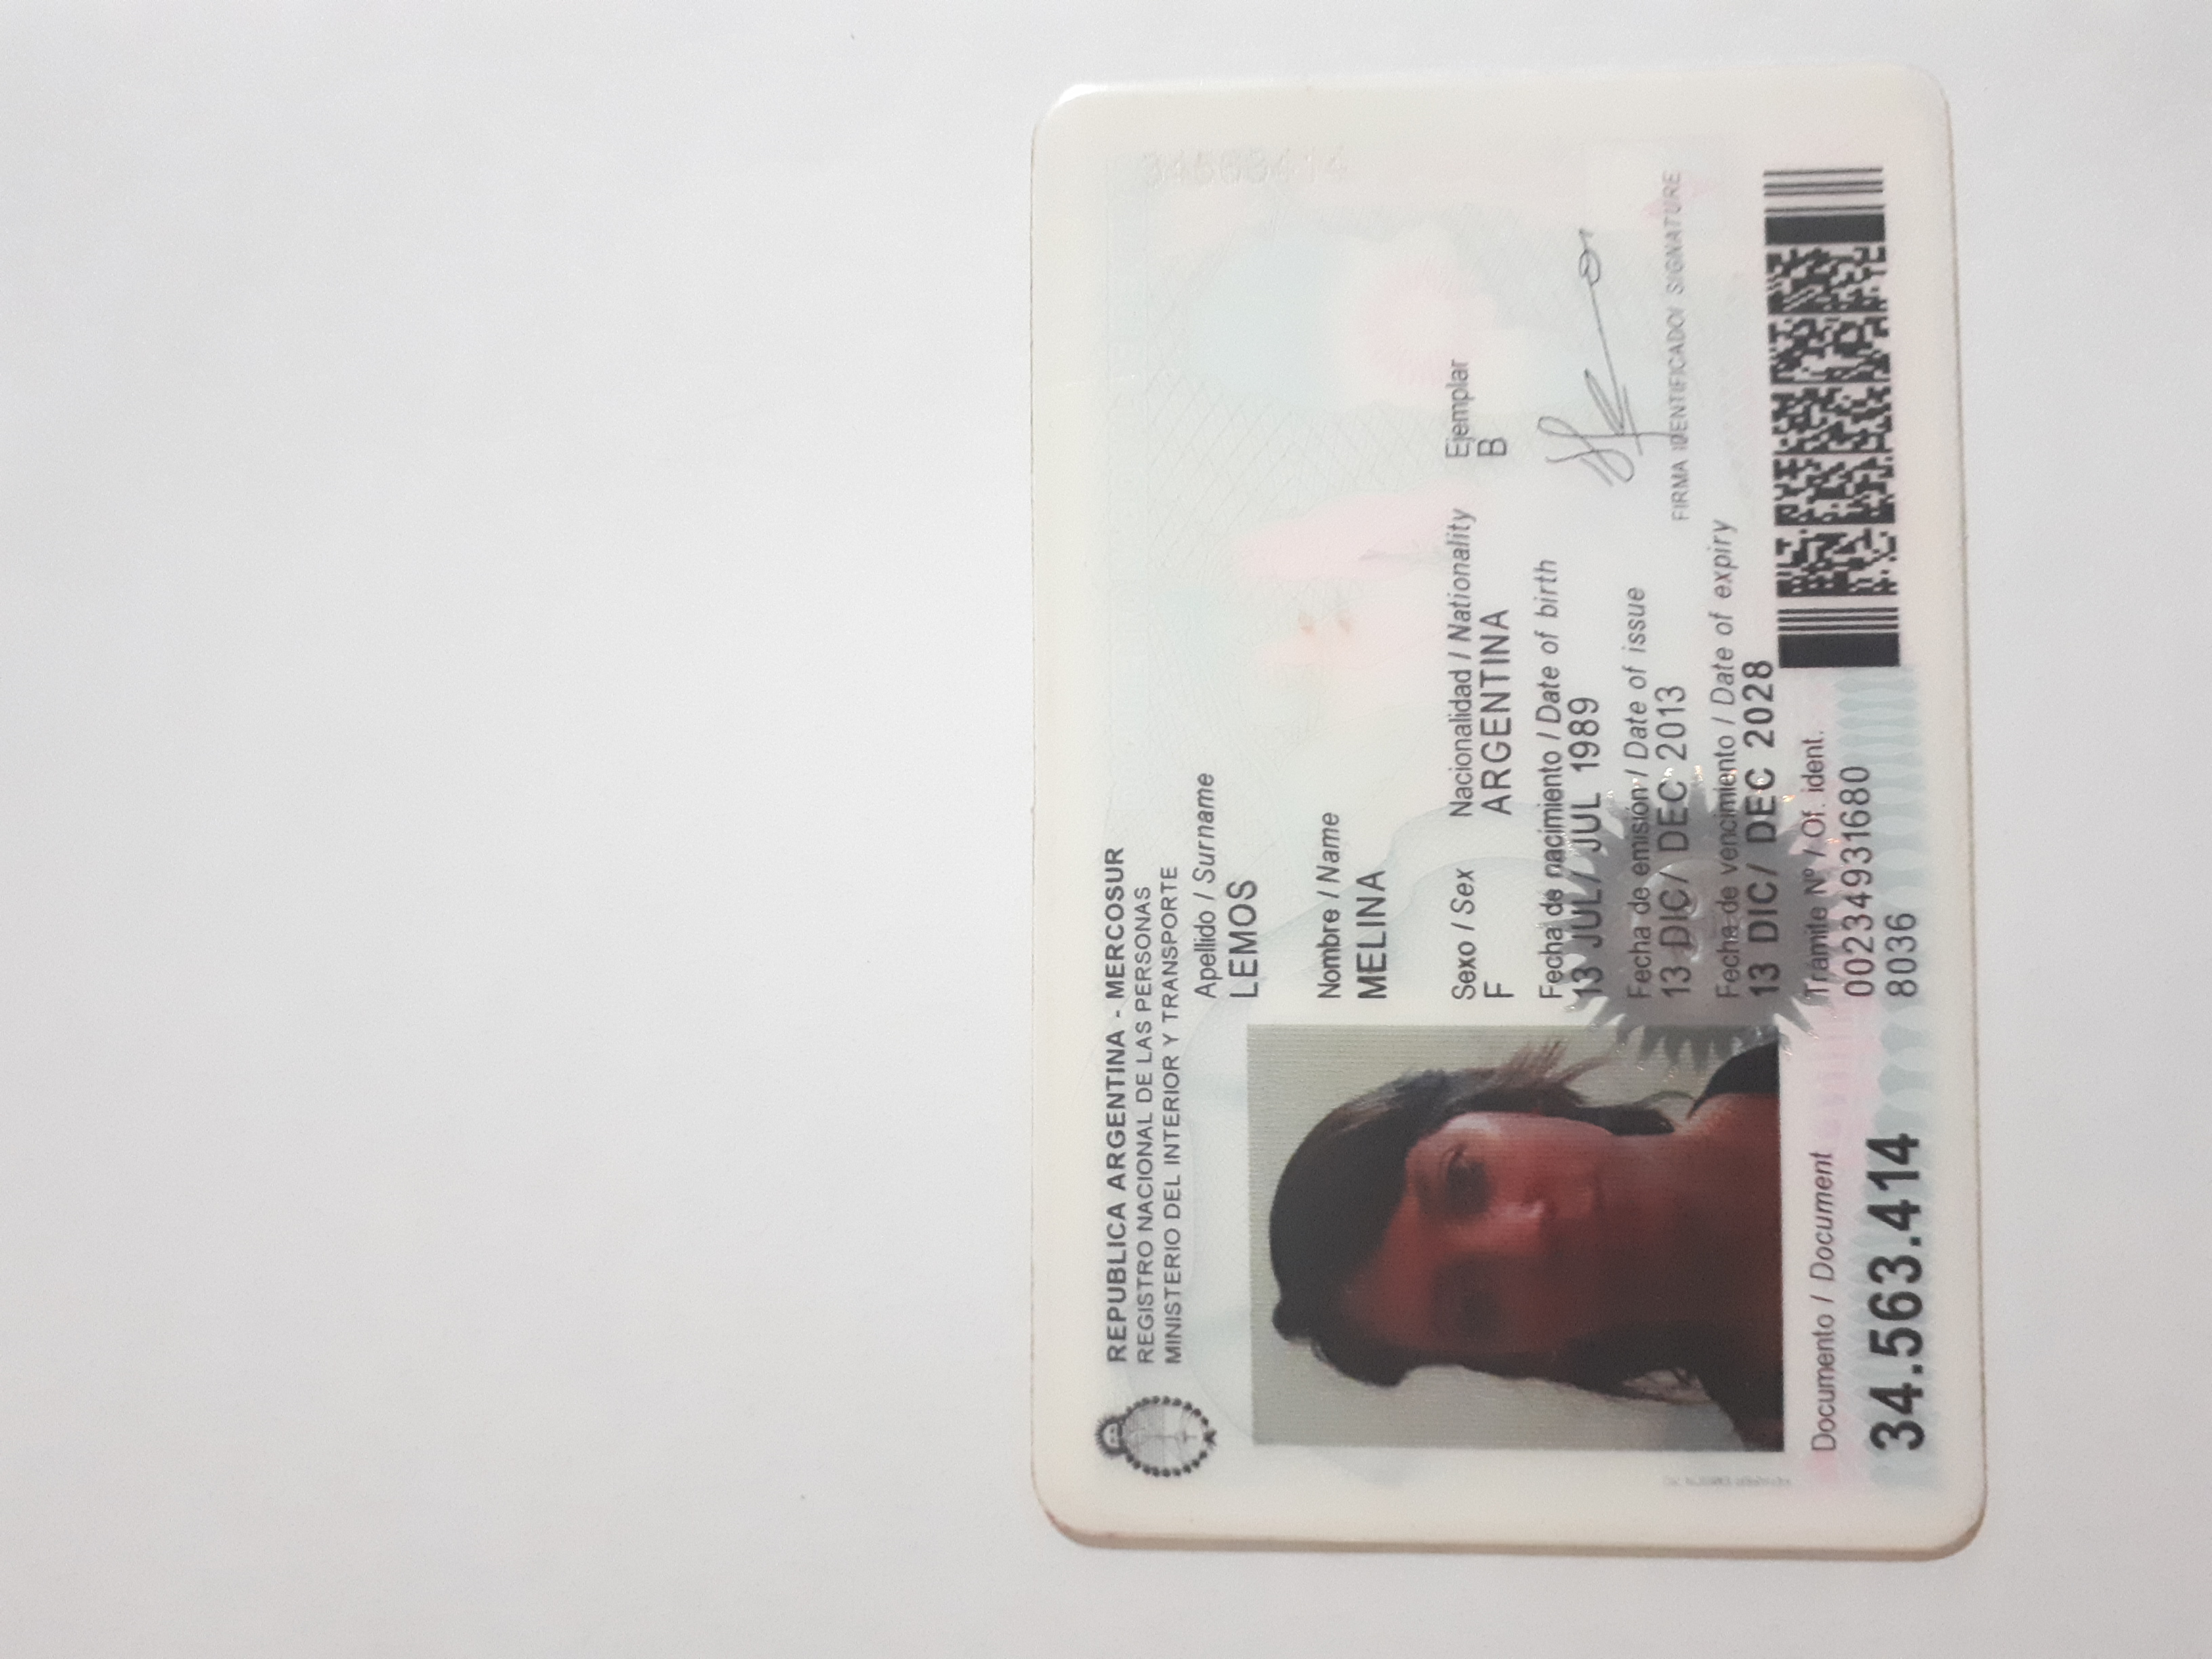 REPUBLICA ARGENTINA - MERCOSUR
REGISTRO NACIONAL DE LAS PERSONAS
MINISTERIO DEL INTERIOR Y TRANSPORTE
Apellido / Surname
LEMOS
Nombre / Name
MELINA
Sexo / Sex Nacionalidad / Nationality Ejemplar
F ARGENTINA B
Fecha de nacimiento / Date of birth
13 JUL/ JUL 1989
Fecha de emisión / Date of issue
13 DIC/ DEC 2013
FIRMA IDENTIFICADO/ SIGNATURE
Fecha de vencimiento / Date of expiry
13 DIC/ DEC 2028
Documento / Document
34.563.414
Trámite Nº / Of. ident.
00234931680
8036